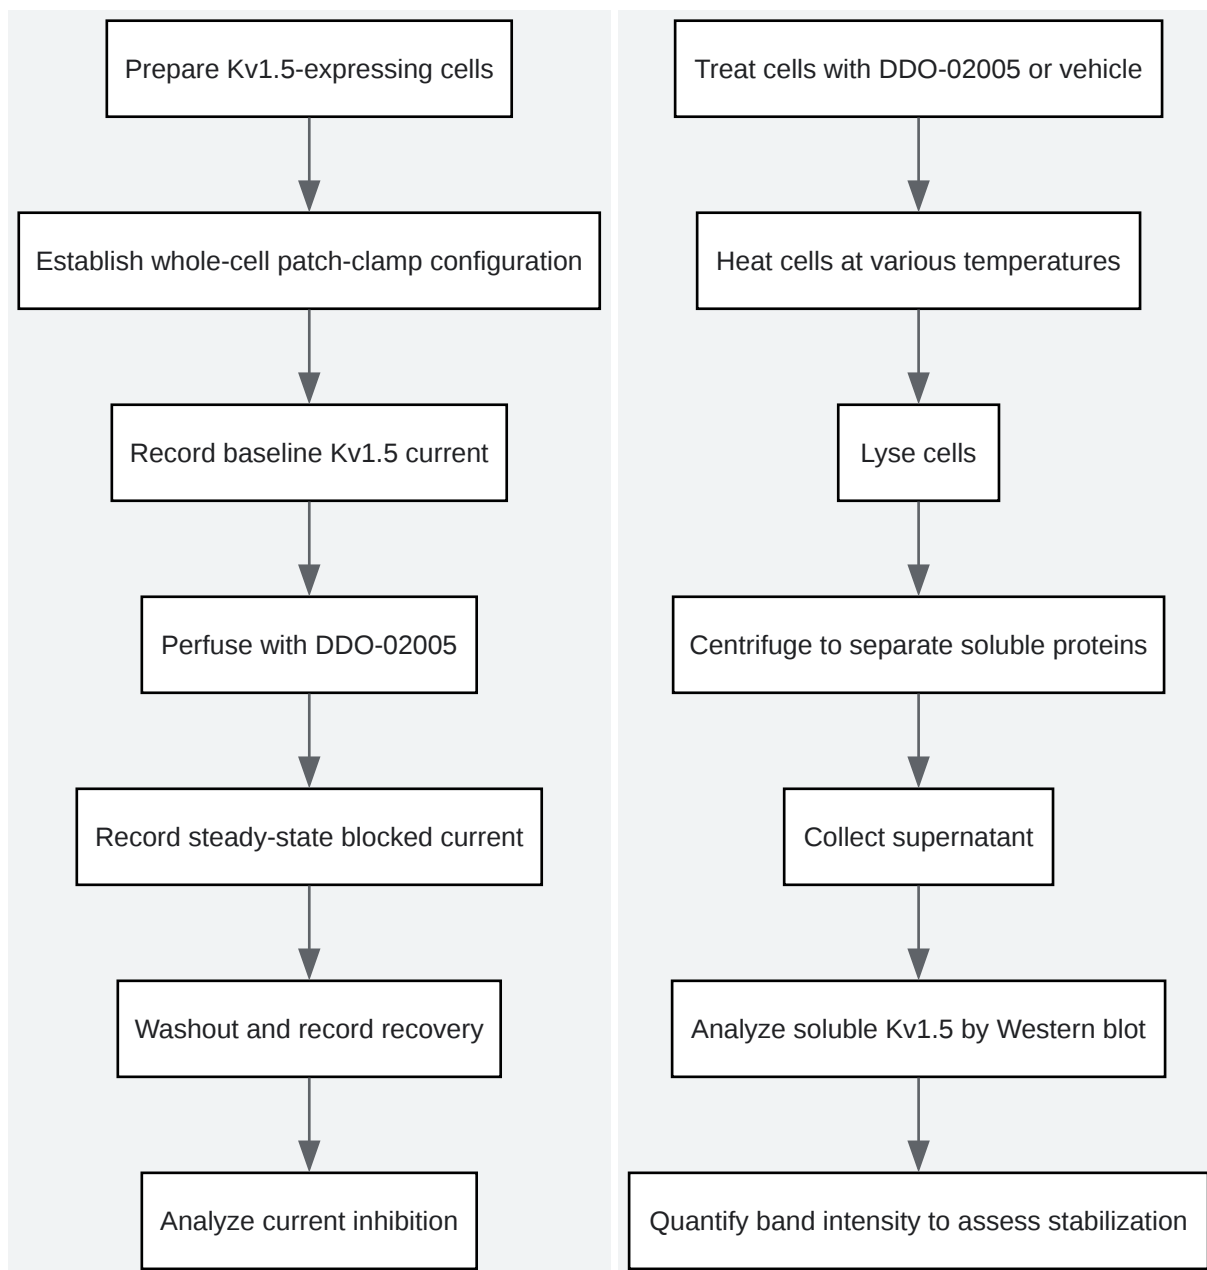 Prepare Kv1.5-expressing cells
Establish whole-cell patch-clamp configuration
Record baseline Kv1.5 current
Perfuse with DDO-02005
Record steady-state blocked current
Washout and record recovery
Analyze current inhibition
Treat cells with DDO-02005 or vehicle
Heat cells at various temperatures
Lyse cells
Centrifuge to separate soluble proteins
Collect supernatant
Analyze soluble Kv1.5 by Western blot
Quantify band intensity to assess stabilization